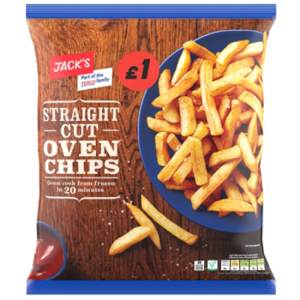 JACK'S
Part of the
TESCO family
£1
STRAIGHT
CUT
OVEN
CHIPS
Oven cook from frozen
in 20 minutes